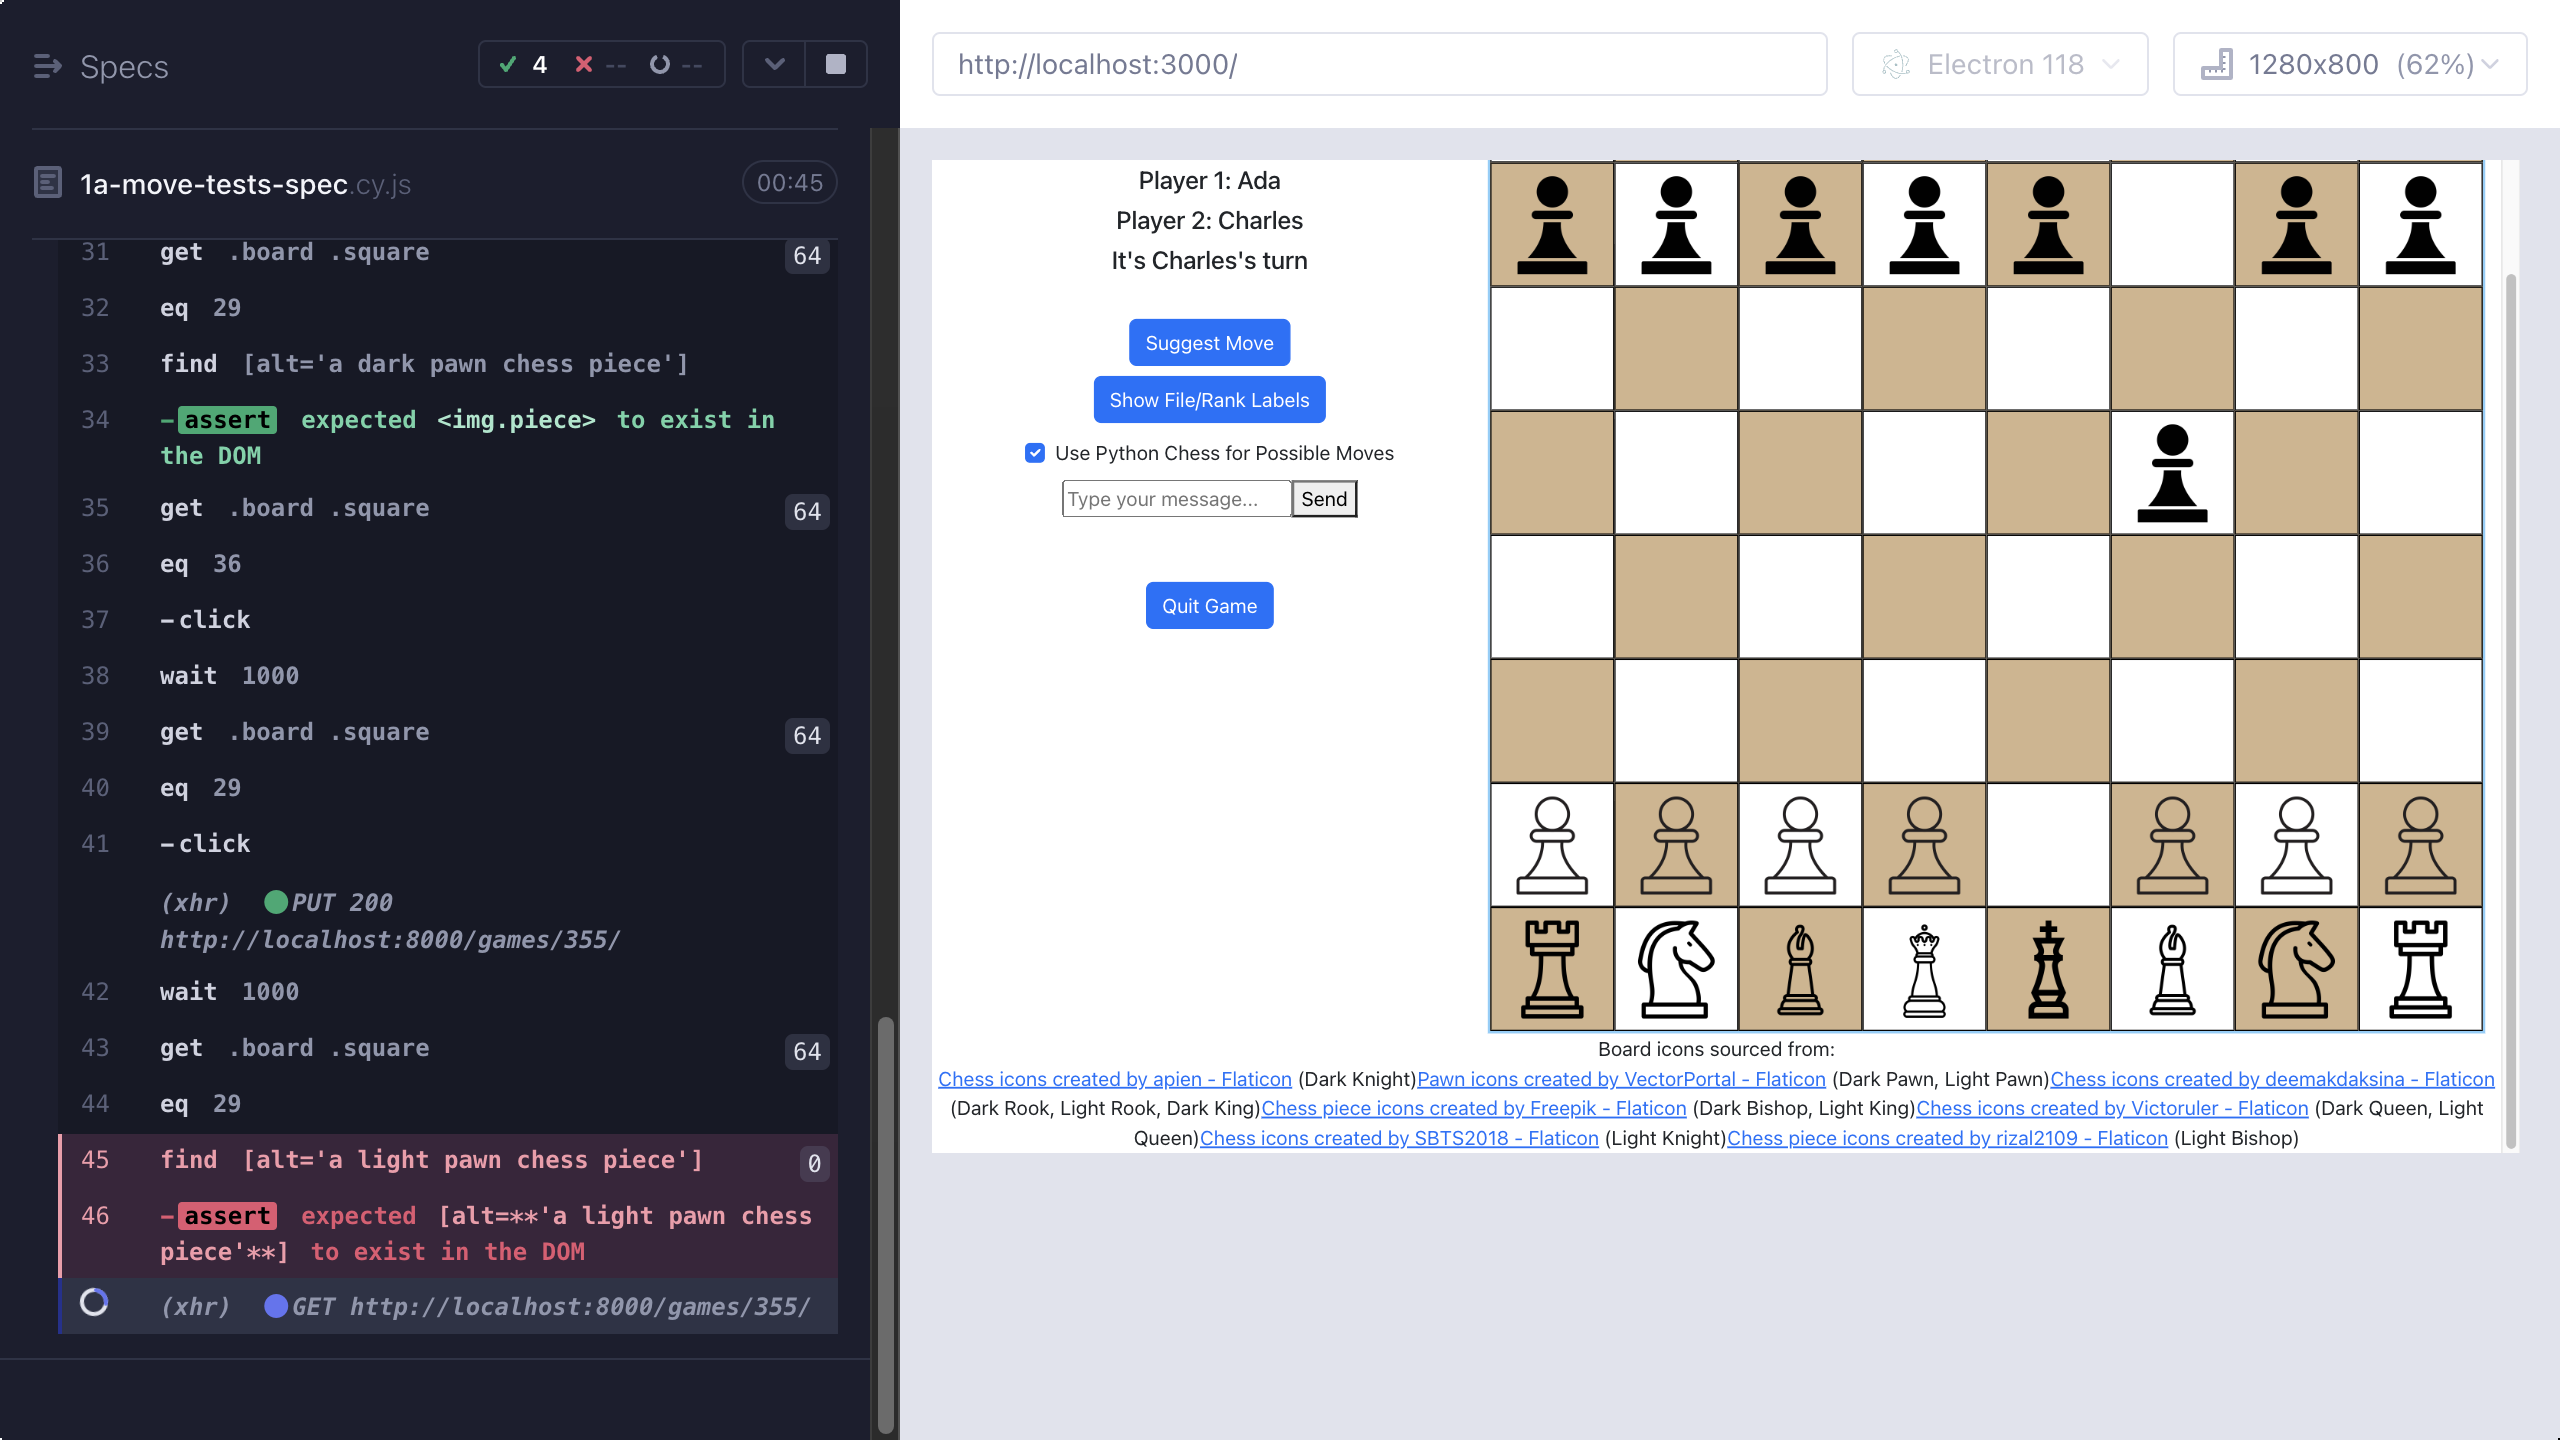 Specs
4
--
--
1a-move-tests-spec.cy.js
00:45
31 get .board .square 64
32 eq 29
33 find [alt='a dark pawn chess piece']
34 -assert expected <img.piece> to exist in
the DOM
35 get .board .square 64
36 eq 36
37 -click
38 wait 1000
39 get .board .square 64
40 eq 29
41 -click
(xhr) PUT 200
http://localhost:8000/games/355/
42 wait 1000
43 get .board .square 64
44 eq 29
45 find [alt='a light pawn chess piece'] 0
46 -assert expected [alt=**'a light pawn chess
piece'**] to exist in the DOM
(xhr) GET http://localhost:8000/games/355/
http://localhost:3000/
Electron 118
1280x800 (62%)
Player 1: Ada
Player 2: Charles
It's Charles's turn
Suggest Move
Show File/Rank Labels
Use Python Chess for Possible Moves
Type your message...
Send
Quit Game
Board icons sourced from:
Chess icons created by apien - Flaticon (Dark Knight)Pawn icons created by VectorPortal - Flaticon (Dark Pawn, Light Pawn)Chess icons created by deemakdaksina - Flaticon
(Dark Rook, Light Rook, Dark King)Chess piece icons created by Freepik - Flaticon (Dark Bishop, Light King)Chess icons created by Victoruler - Flaticon (Dark Queen, Light
Queen)Chess icons created by SBTS2018 - Flaticon (Light Knight)Chess piece icons created by rizal2109 - Flaticon (Light Bishop)